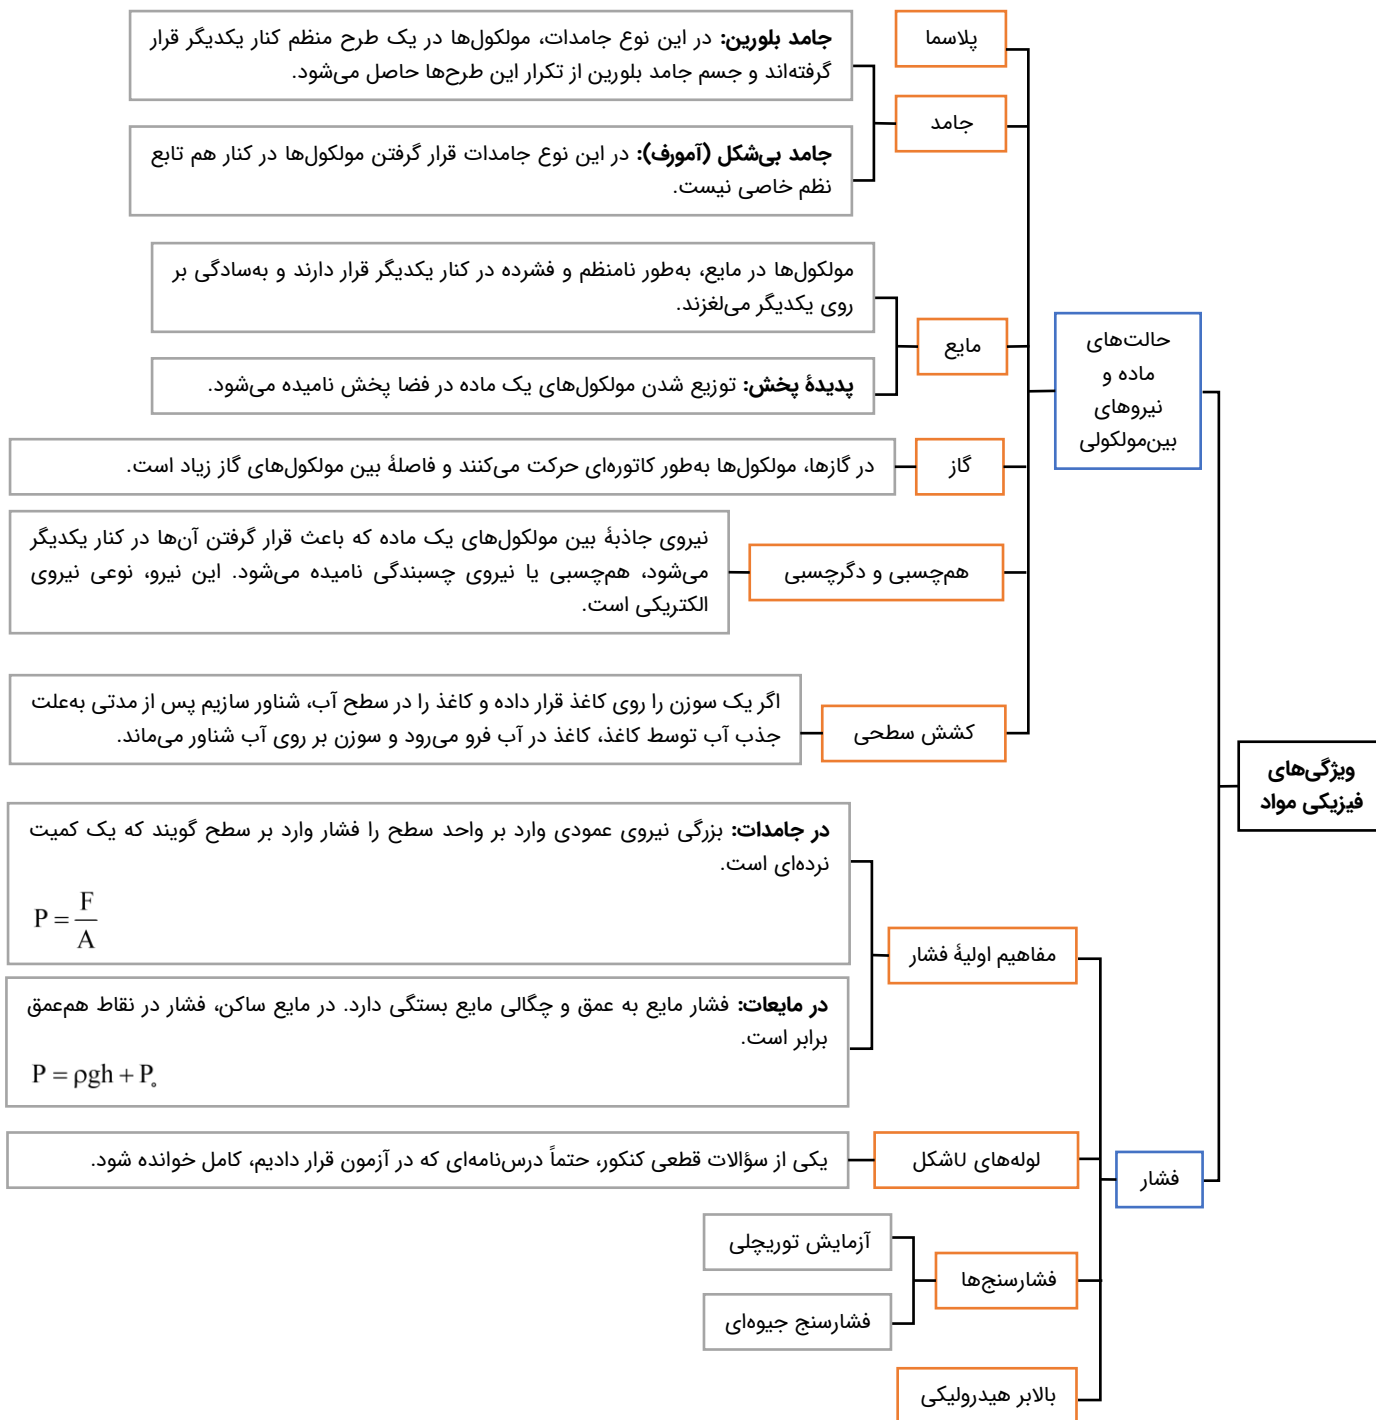 ویژگی‌های
فیزیکی مواد
حالت‌های
ماده و
نیروهای
بین‌مولکولی
پلاسما
جامد
جامد بلورین: در این نوع جامدات، مولکول‌ها در یک طرح منظم کنار یکدیگر قرار
گرفته‌اند و جسم جامد بلورین از تکرار این طرح‌ها حاصل می‌شود.
جامد بی‌شکل (آمورف): در این نوع جامدات قرار گرفتن مولکول‌ها در کنار هم تابع
نظم خاصی نیست.
مایع
مولکول‌ها در مایع، به‌طور نامنظم و فشرده در کنار یکدیگر قرار دارند و به‌سادگی بر
روی یکدیگر می‌لغزند.
پدیدهٔ پخش: توزیع شدن مولکول‌های یک ماده در فضا پخش نامیده می‌شود.
گاز
در گازها، مولکول‌ها به‌طور کاتوره‌ای حرکت می‌کنند و فاصلهٔ بین مولکول‌های گاز زیاد است.
هم‌چسبی و دگرچسبی
نیروی جاذبهٔ بین مولکول‌های یک ماده که باعث قرار گرفتن آن‌ها در کنار یکدیگر
می‌شود، هم‌چسبی یا نیروی چسبندگی نامیده می‌شود. این نیرو، نوعی نیروی
الکتریکی است.
کشش سطحی
اگر یک سوزن را روی کاغذ قرار داده و کاغذ را در سطح آب، شناور سازیم پس از مدتی به‌علت
جذب آب توسط کاغذ، کاغذ در آب فرو می‌رود و سوزن بر روی آب شناور می‌ماند.
فشار
مفاهیم اولیهٔ فشار
در جامدات: بزرگی نیروی عمودی وارد بر واحد سطح را فشار وارد بر سطح گویند که یک کمیت
نرده‌ای است.
P = F/A
در مایعات: فشار مایع به عمق و چگالی مایع بستگی دارد. در مایع ساکن، فشار در نقاط هم‌عمق
برابر است.
P = ρgh + P₀
لوله‌های Uشکل
یکی از سؤالات قطعی کنکور، حتماً درس‌نامه‌ای که در آزمون قرار دادیم، کامل خوانده شود.
فشارسنج‌ها
آزمایش توریچلی
فشارسنج جیوه‌ای
بالابر هیدرولیکی